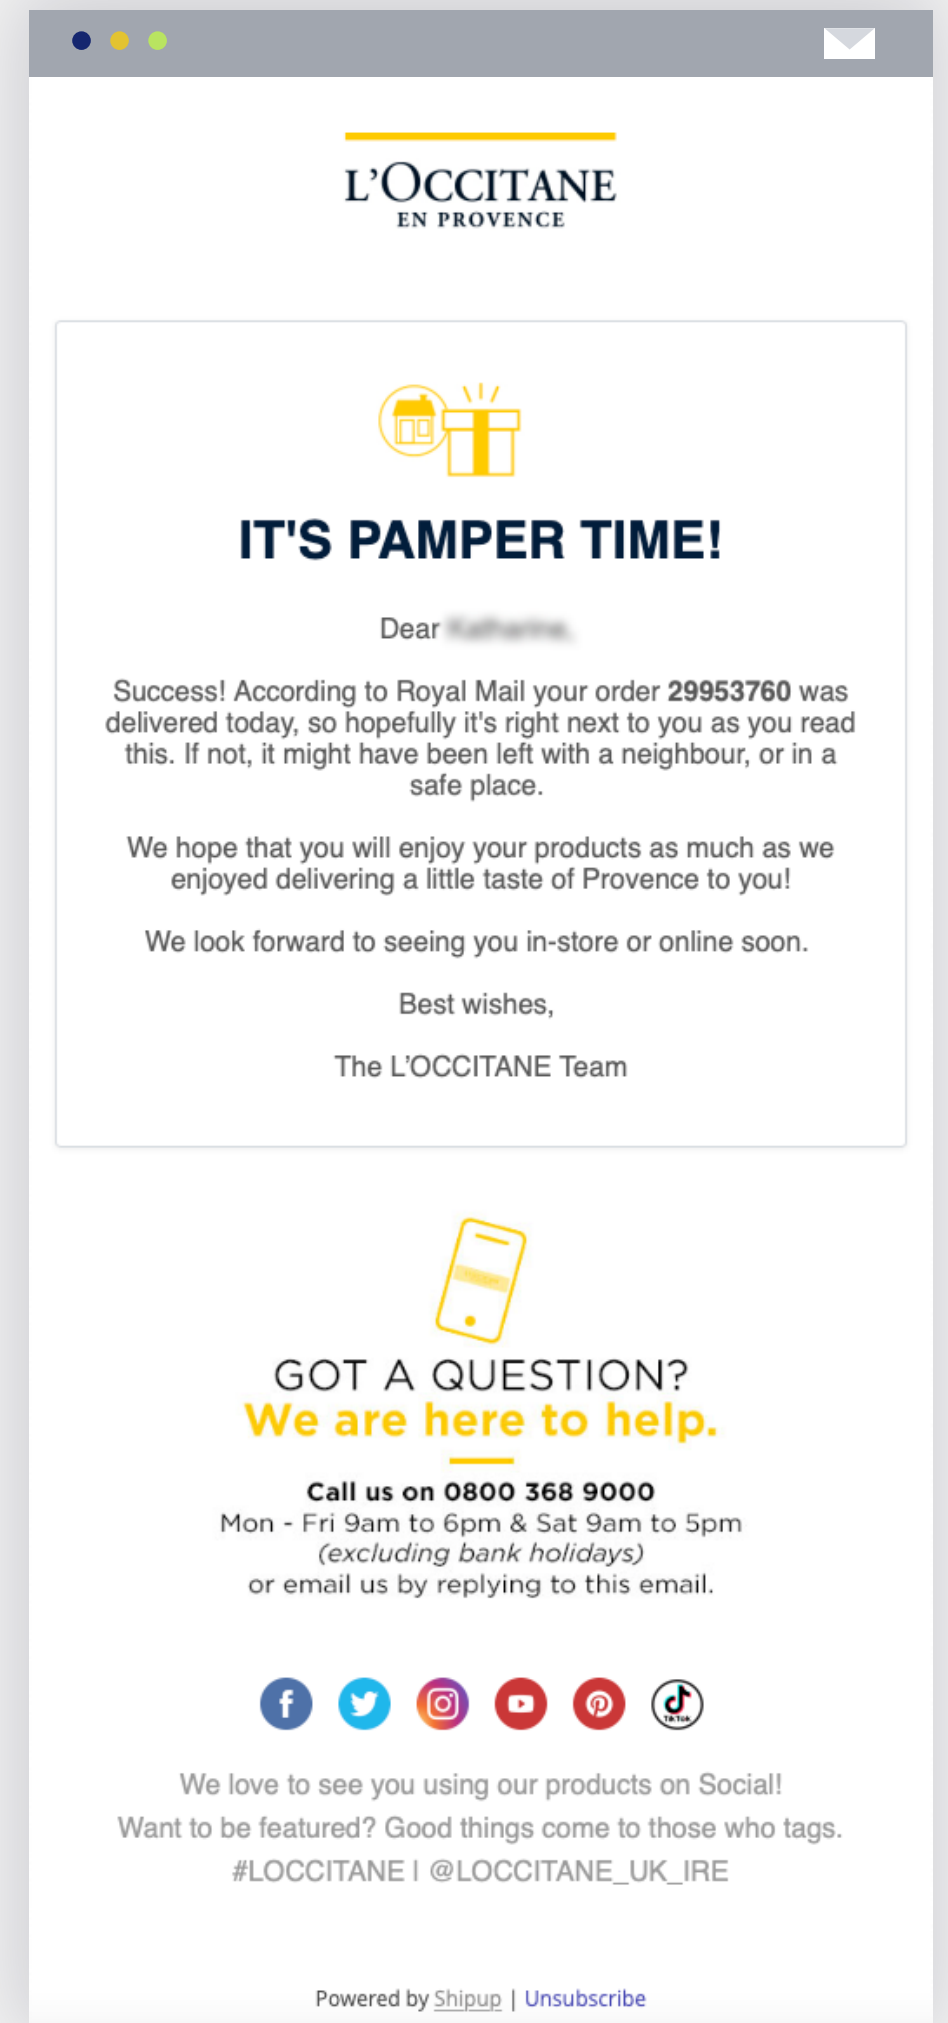 L'OCCITANE
EN PROVENCE
IT'S PAMPER TIME!
Dear
Success! According to Royal Mail your order 29953760 was
delivered today, so hopefully it's right next to you as you read
this. If not, it might have been left with a neighbour, or in a
safe place.
We hope that you will enjoy your products as much as we
enjoyed delivering a little taste of Provence to you!
We look forward to seeing you in-store or online soon.
Best wishes,
The L'OCCITANE Team
GOT A QUESTION?
We are here to help.
Call us on 0800 368 9000
Mon - Fri 9am to 6pm & Sat 9am to 5pm
(excluding bank holidays)
or email us by replying to this email.
TikTok
We love to see you using our products on Social!
Want to be featured? Good things come to those who tags.
#LOCCITANE | @LOCCITANE_UK_IRE
Powered by Shipup | Unsubscribe